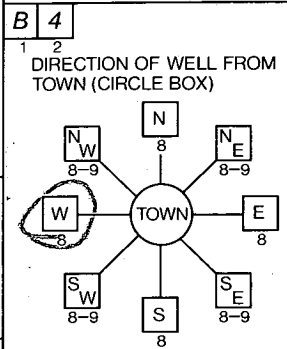 B 4
1 2
DIRECTION OF WELL FROM
TOWN (CIRCLE BOX)
N
8
N W
8-9
N E
8-9
W
8
TOWN
E
8
S W
8-9
S E
8-9
S
8